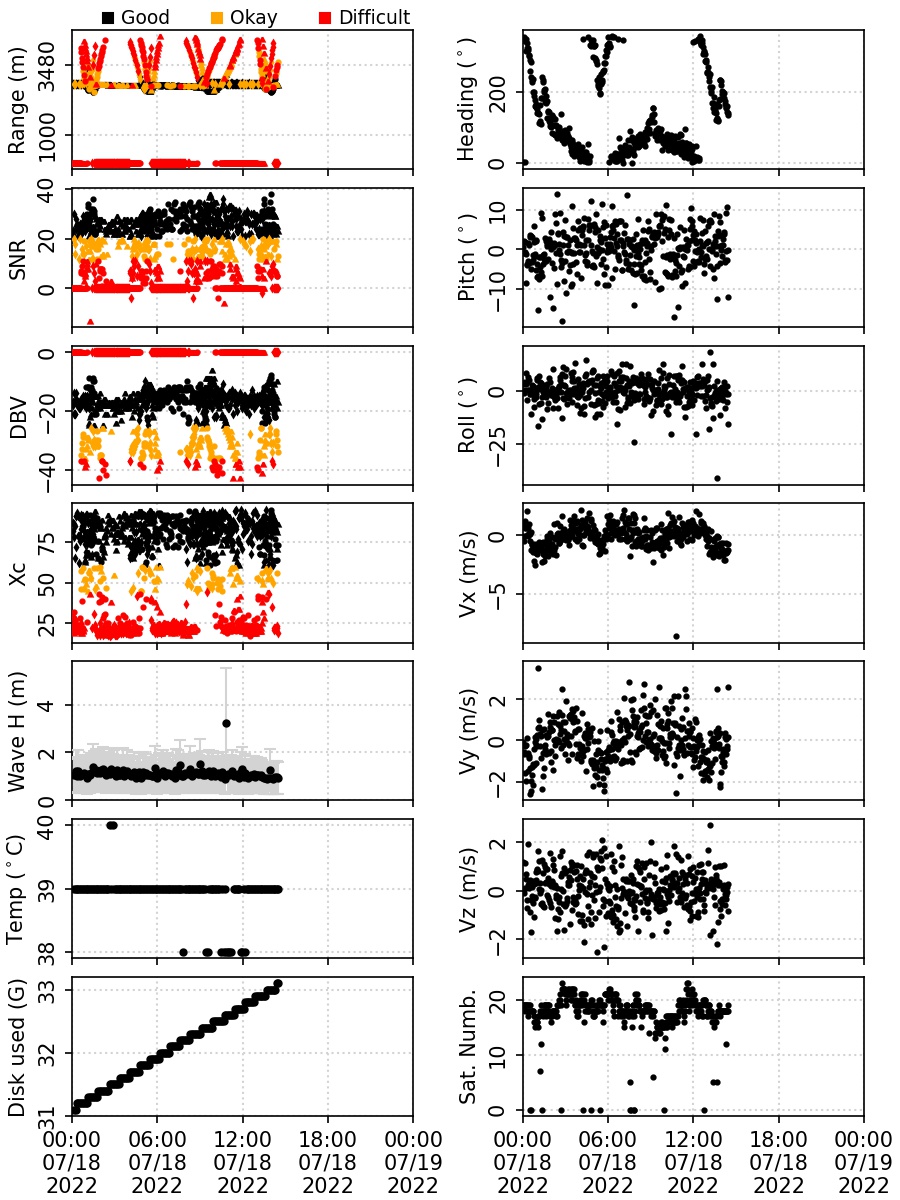 Good Okay Difficult
Range (m)
3480
1000
Heading (°)
200
0
SNR
40
20
0
Pitch (°)
10
0
−10
DBV
0
−20
−40
Roll (°)
0
−25
Xc
75
50
25
Vx (m/s)
0
−5
Wave H (m)
4
2
0
Vy (m/s)
2
0
−2
Temp (°C)
40
39
38
Vz (m/s)
2
0
−2
Disk used (G)
33
32
31
Sat. Numb.
20
10
0
00:00 06:00 12:00 18:00 00:00 00:00 06:00 12:00 18:00 00:00
07/18 07/18 07/18 07/18 07/19 07/18 07/18 07/18 07/18 07/19
2022 2022 2022 2022 2022 2022 2022 2022 2022 2022